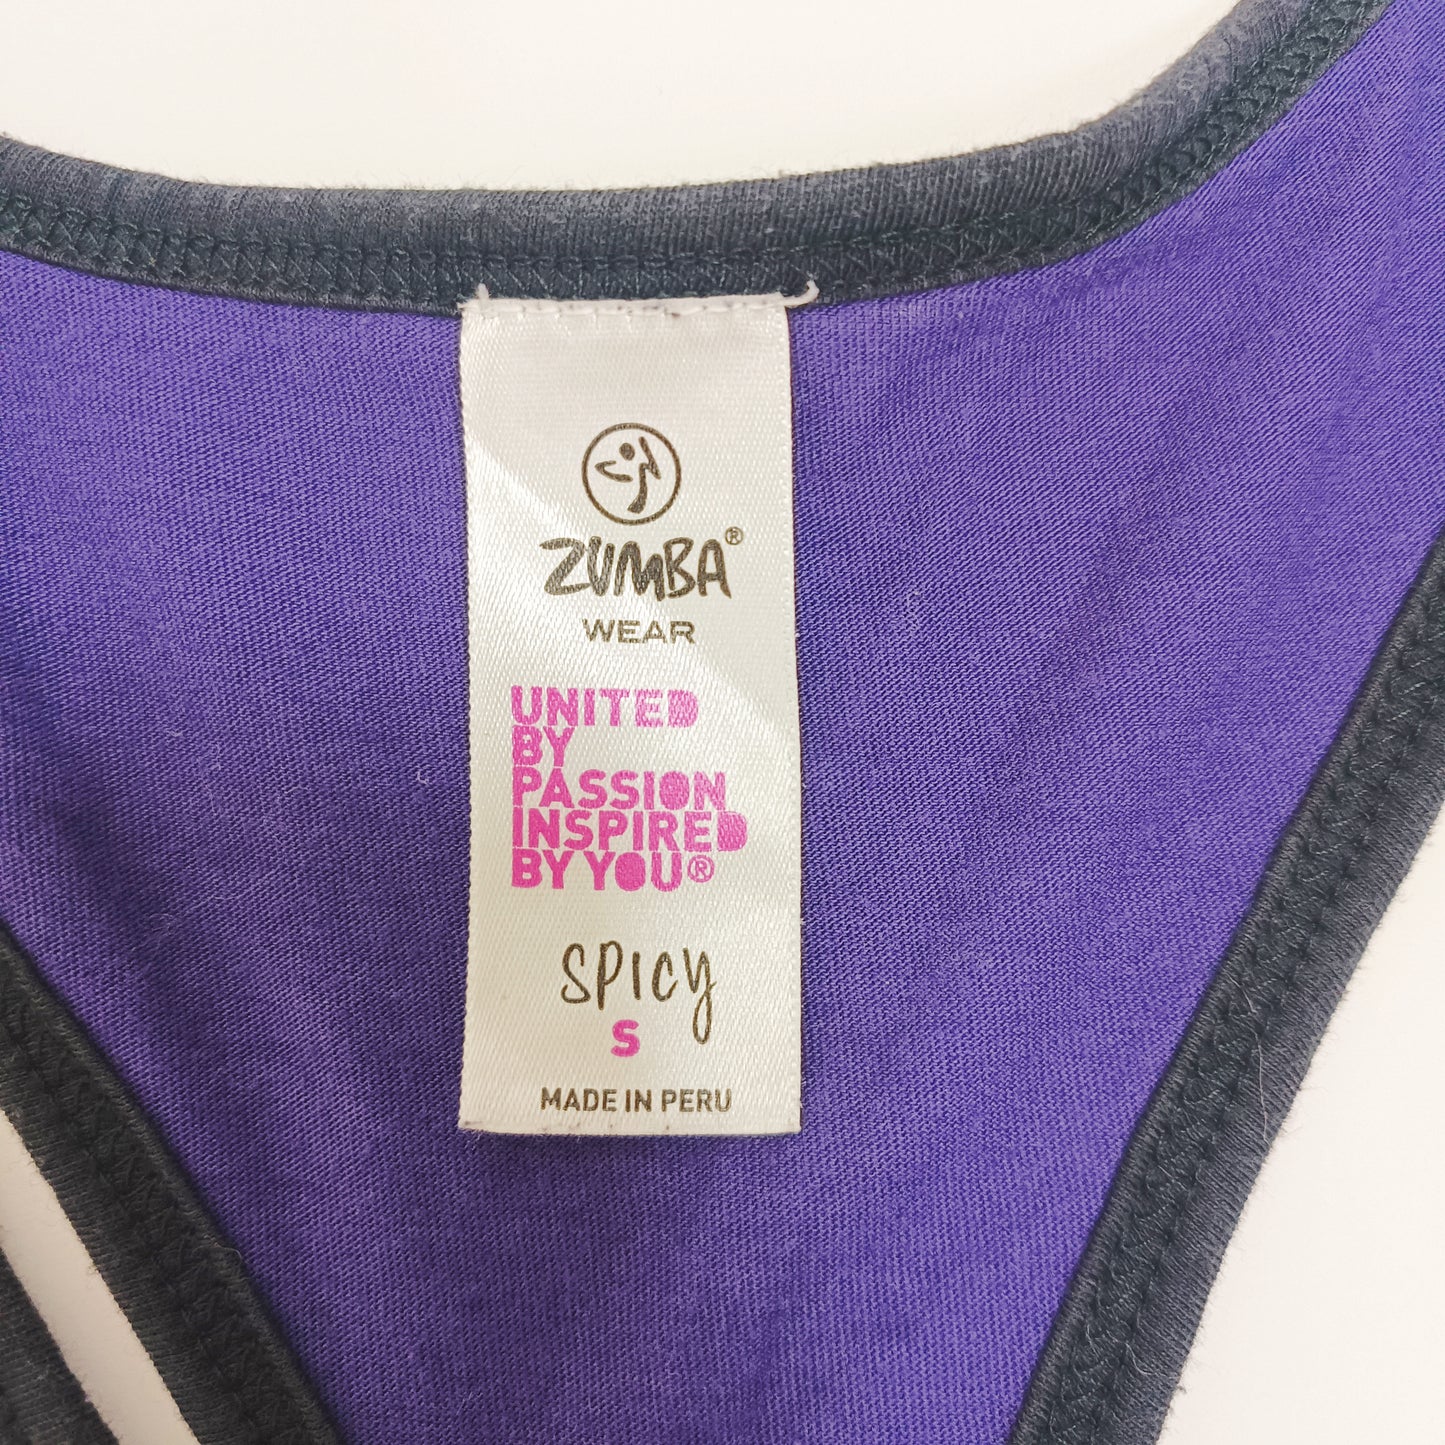 ZUMBA®
WEAR
UNITED
BY
PASSION
INSPIRED
BY YOU®
SPICY
S
MADE IN PERU